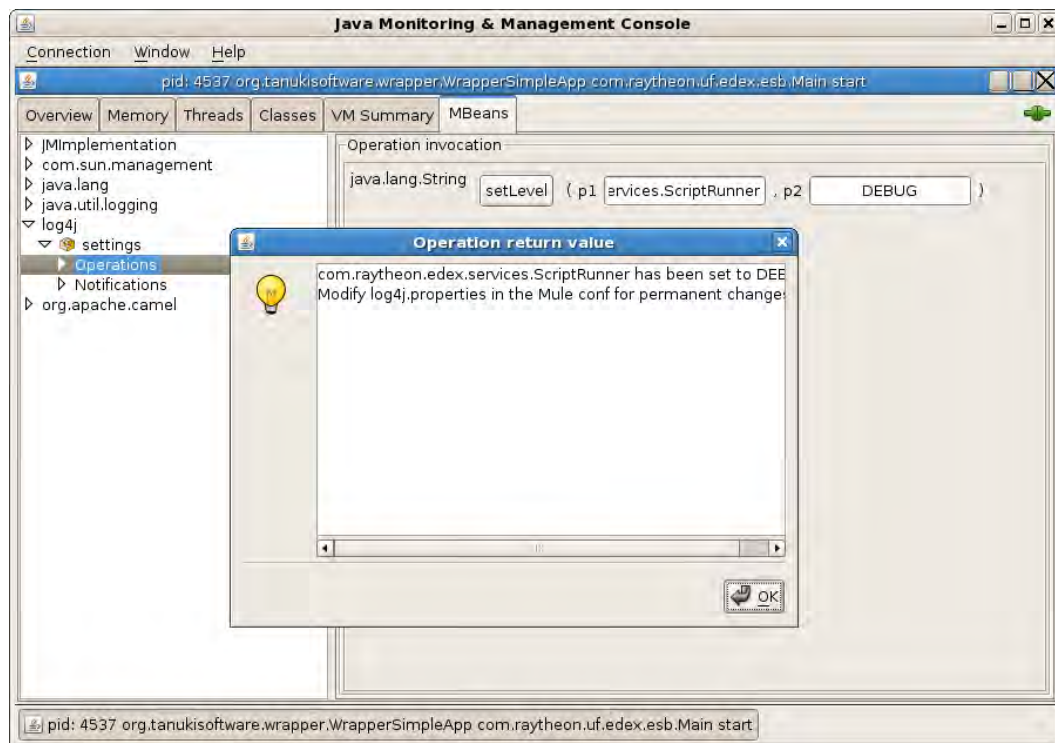 Java Monitoring & Management Console
Connection Window Help
pid: 4537 org.tanukisoftware.wrapper.WrapperSimpleApp com.raytheon.uf.edex.esb.Main start
Overview Memory Threads Classes VM Summary MBeans
JMImplementation
com.sun.management
java.lang
java.util.logging
log4j
settings
Operations
Notifications
org.apache.camel
Operation invocation
java.lang.String setLevel ( p1 ervices.ScriptRunner , p2 DEBUG )
Operation return value
com.raytheon.edex.services.ScriptRunner has been set to DEE
Modify log4j.properties in the Mule conf for permanent changes
OK
pid: 4537 org.tanukisoftware.wrapper.WrapperSimpleApp com.raytheon.uf.edex.esb.Main start